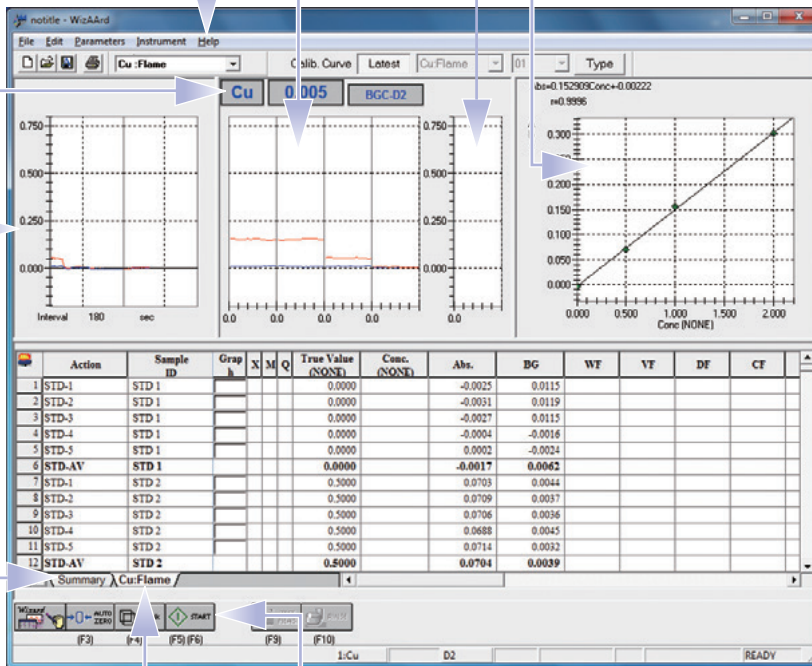 notitle - WizAArd
File Edit Parameters Instrument Help
Cu :Flame Calib. Curve Latest Cu:Flame 01 Type
Cu 0.005 BGC-D2
Abs=0.152909Conc+-0.00222
r=0.9996
0.750
0.500
0.250
0.000
Interval 180 sec
0.0 0.0 0.0 0.0
0.750
0.500
0.000
0.0
0.300
0.200
0.150
0.100
0.050
0.000
0.000 0.500 1.000 1.500 2.000
Conc (NONE)
Action Sample ID Graph X M Q True Value (NONE) Conc. (NONE) Abs. BG WF VF DF CF
1 STD-1 STD 1 0.0000 -0.0025 0.0115
2 STD-2 STD 1 0.0000 -0.0031 0.0119
3 STD-3 STD 1 0.0000 -0.0027 0.0115
4 STD-4 STD 1 0.0000 -0.0004 -0.0016
5 STD-5 STD 1 0.0000 0.0002 -0.0024
6 STD-AV STD 1 0.0000 -0.0017 0.0062
7 STD-1 STD 2 0.5000 0.0703 0.0044
8 STD-2 STD 2 0.5000 0.0709 0.0037
9 STD-3 STD 2 0.5000 0.0706 0.0036
10 STD-4 STD 2 0.5000 0.0688 0.0045
11 STD-5 STD 2 0.5000 0.0714 0.0032
12 STD-AV STD 2 0.5000 0.0704 0.0039
Summary Cu:Flame
Wizard AUTO ZERO START
(F3) (F4) (F5) (F6) (F9) (F10)
1:Cu D2 READY